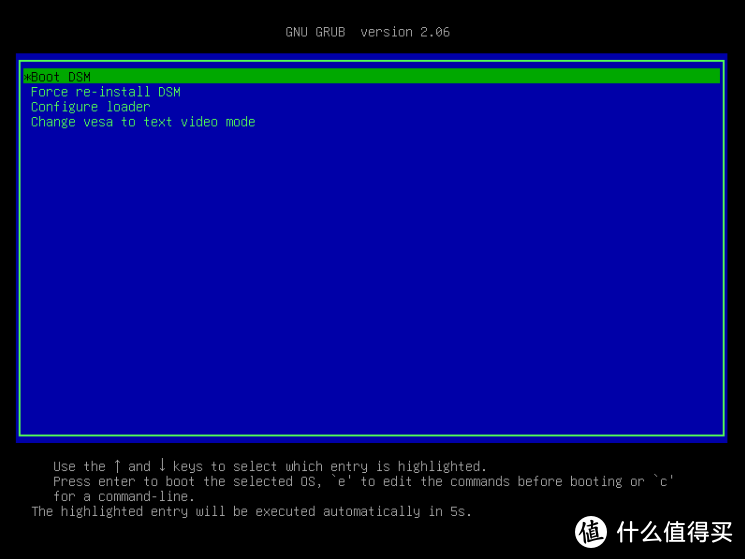 GNU GRUB  version 2.06
*Boot DSM
Force re-install DSM
Configure loader
Change vesa to text video mode
Use the ↑ and ↓ keys to select which entry is highlighted.
Press enter to boot the selected OS, `e' to edit the commands before booting or `c'
for a command-line.
The highlighted entry will be executed automatically in 5s.
值 什么值得买